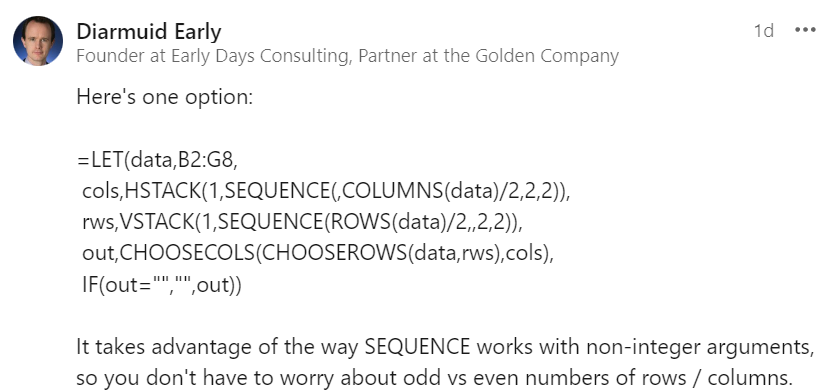 Diarmuid Early
1d
Founder at Early Days Consulting, Partner at the Golden Company
Here's one option:
=LET(data,B2:G8,
cols,HSTACK(1,SEQUENCE(,COLUMNS(data)/2,2,2)),
rws,VSTACK(1,SEQUENCE(ROWS(data)/2,,2,2)),
out,CHOOSECOLS(CHOOSEROWS(data,rws),cols),
IF(out="","",out))
It takes advantage of the way SEQUENCE works with non-integer arguments,
so you don't have to worry about odd vs even numbers of rows / columns.